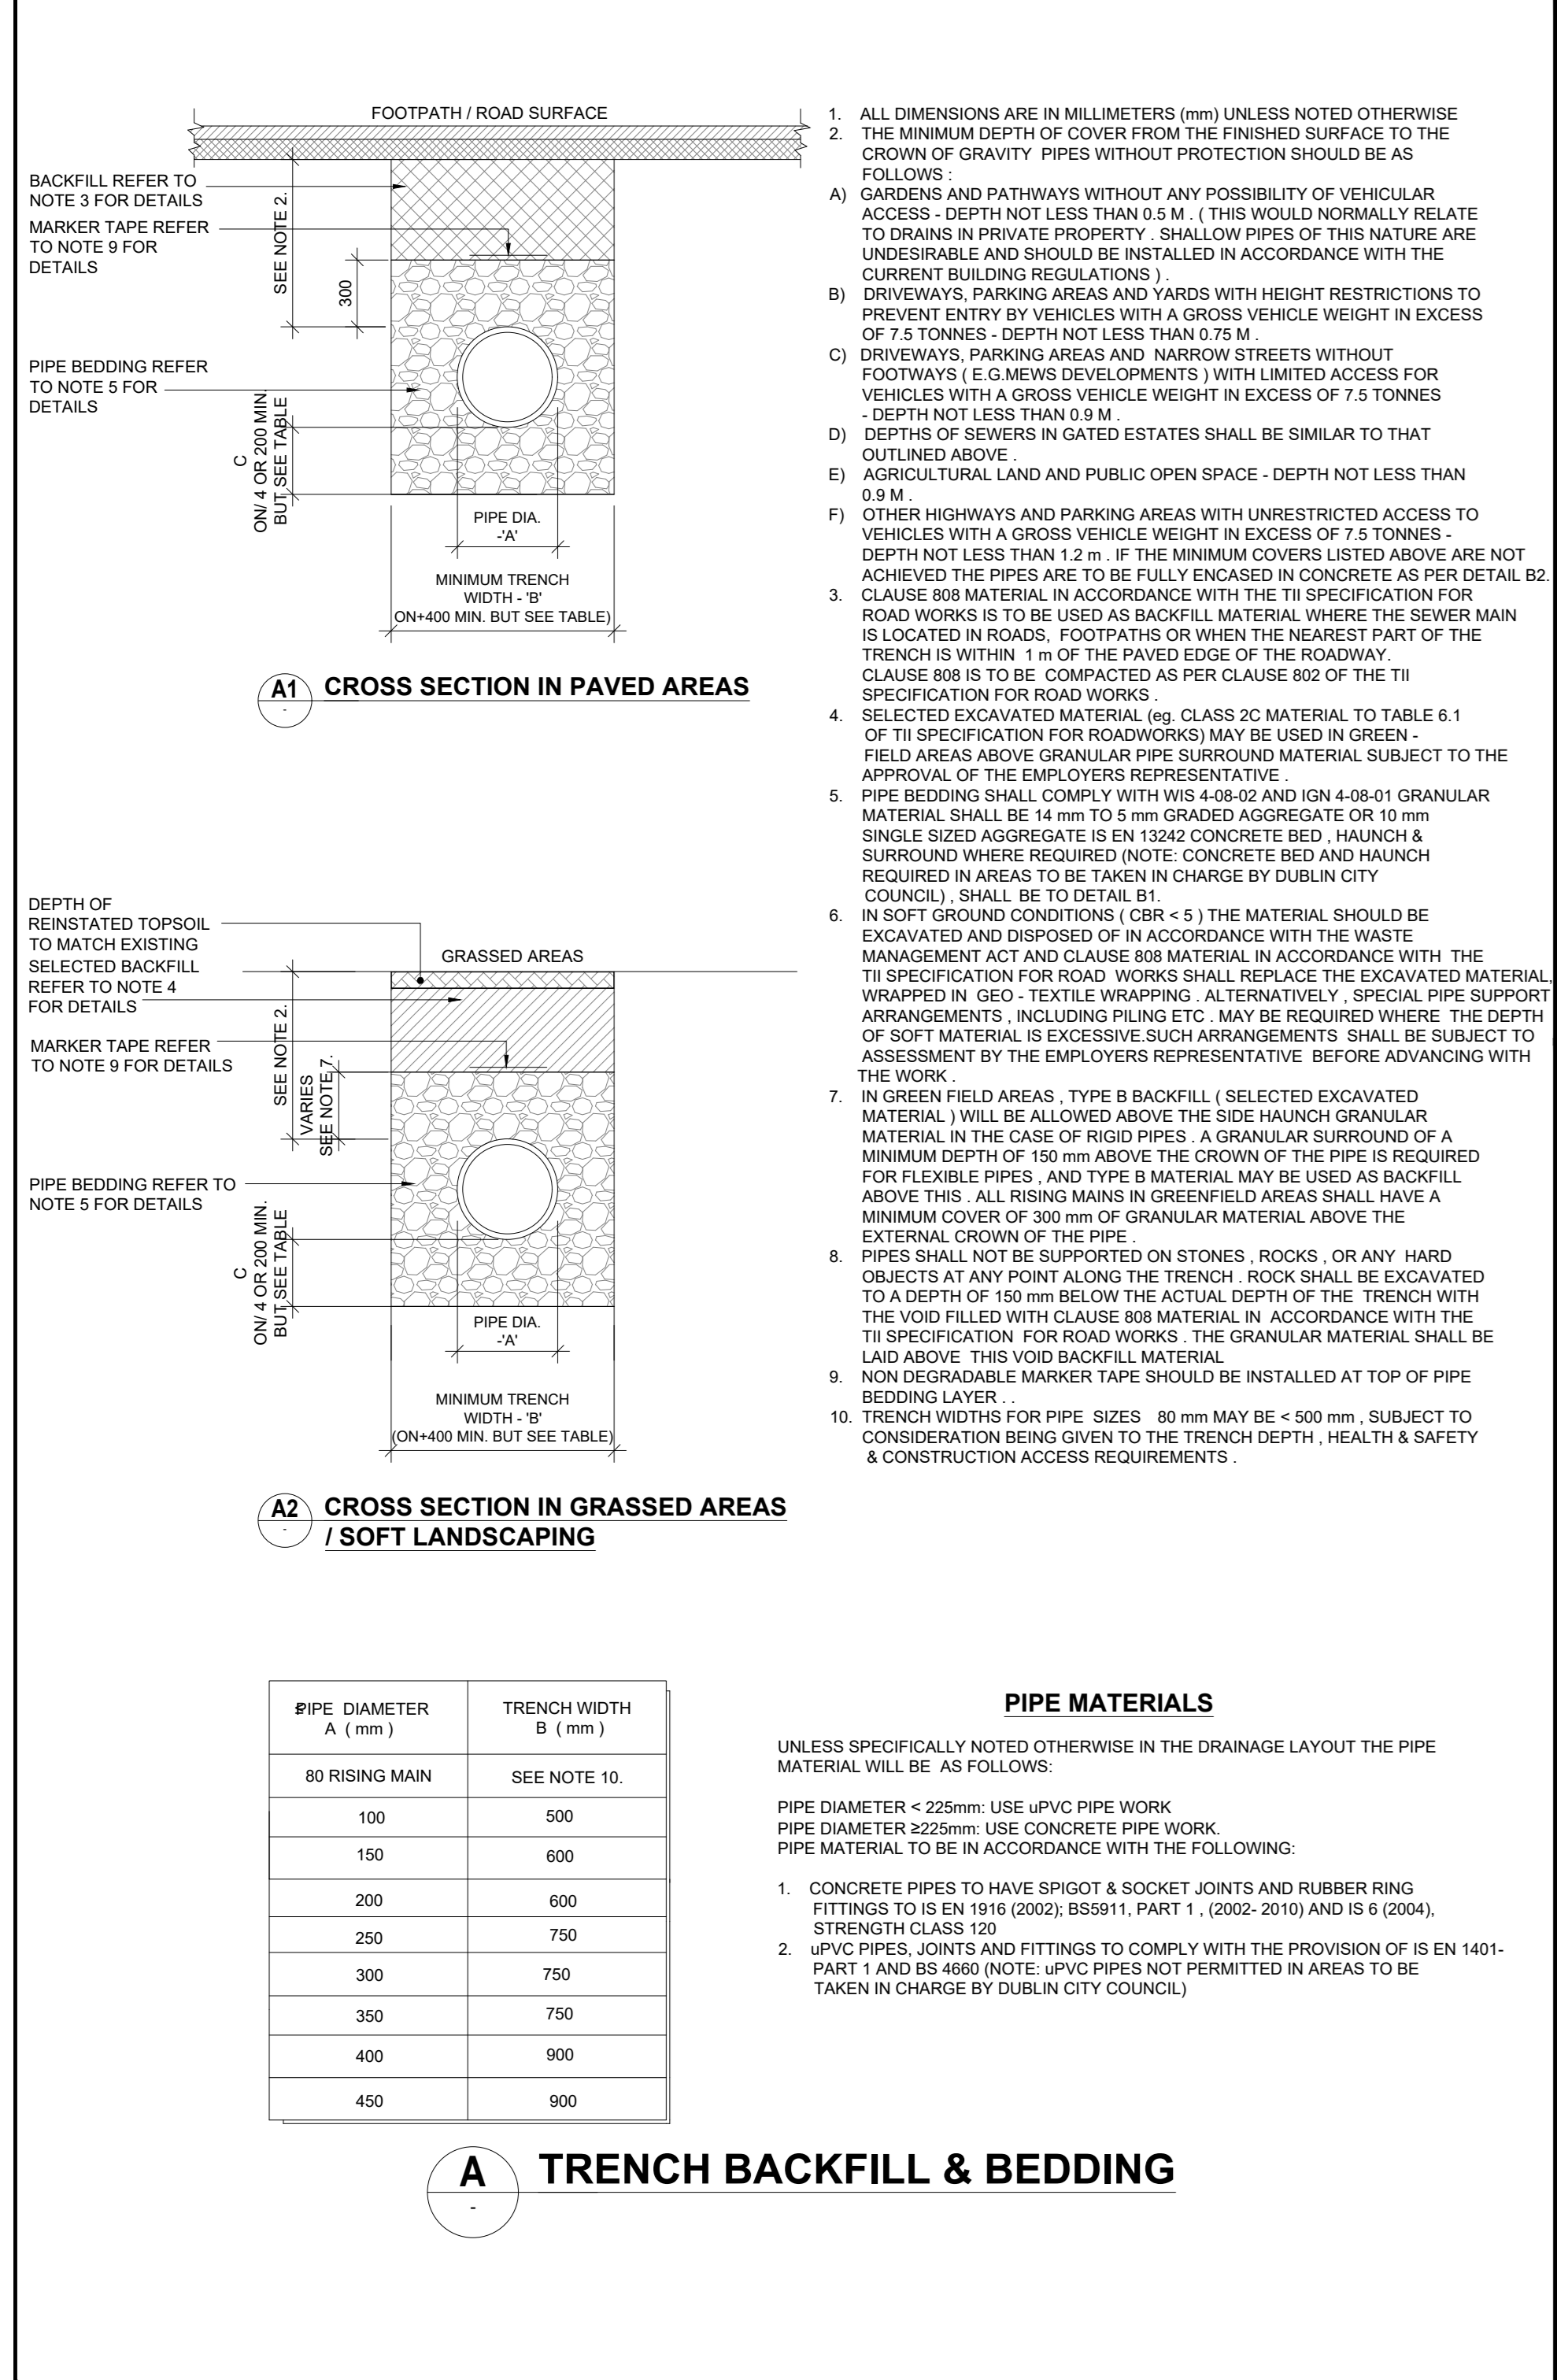 FOOTPATH / ROAD SURFACE
BACKFILL REFER TO
NOTE 3 FOR DETAILS
MARKER TAPE REFER
TO NOTE 9 FOR
DETAILS
SEE NOTE 2.
300
PIPE BEDDING REFER
TO NOTE 5 FOR
DETAILS
C
ON/ 4 OR 200 MIN.
BUT SEE TABLE
PIPE DIA.
-'A'
MINIMUM TRENCH
WIDTH - 'B'
ON+400 MIN. BUT SEE TABLE)
A1
-
CROSS SECTION IN PAVED AREAS
DEPTH OF
REINSTATED TOPSOIL
TO MATCH EXISTING
SELECTED BACKFILL
REFER TO NOTE 4
FOR DETAILS
GRASSED AREAS
MARKER TAPE REFER
TO NOTE 9 FOR DETAILS
SEE NOTE 2.
VARIES
SEE NOTE 7.
PIPE BEDDING REFER TO
NOTE 5 FOR DETAILS
C
ON/ 4 OR 200 MIN.
BUT SEE TABLE
PIPE DIA.
-'A'
MINIMUM TRENCH
WIDTH - 'B'
(ON+400 MIN. BUT SEE TABLE)
A2
-
CROSS SECTION IN GRASSED AREAS
/ SOFT LANDSCAPING
1. ALL DIMENSIONS ARE IN MILLIMETERS (mm) UNLESS NOTED OTHERWISE
2. THE MINIMUM DEPTH OF COVER FROM THE FINISHED SURFACE TO THE
CROWN OF GRAVITY PIPES WITHOUT PROTECTION SHOULD BE AS
FOLLOWS :
A) GARDENS AND PATHWAYS WITHOUT ANY POSSIBILITY OF VEHICULAR
ACCESS - DEPTH NOT LESS THAN 0.5 M . ( THIS WOULD NORMALLY RELATE
TO DRAINS IN PRIVATE PROPERTY . SHALLOW PIPES OF THIS NATURE ARE
UNDESIRABLE AND SHOULD BE INSTALLED IN ACCORDANCE WITH THE
CURRENT BUILDING REGULATIONS ) .
B) DRIVEWAYS, PARKING AREAS AND YARDS WITH HEIGHT RESTRICTIONS TO
PREVENT ENTRY BY VEHICLES WITH A GROSS VEHICLE WEIGHT IN EXCESS
OF 7.5 TONNES - DEPTH NOT LESS THAN 0.75 M .
C) DRIVEWAYS, PARKING AREAS AND NARROW STREETS WITHOUT
FOOTWAYS ( E.G.MEWS DEVELOPMENTS ) WITH LIMITED ACCESS FOR
VEHICLES WITH A GROSS VEHICLE WEIGHT IN EXCESS OF 7.5 TONNES
- DEPTH NOT LESS THAN 0.9 M .
D) DEPTHS OF SEWERS IN GATED ESTATES SHALL BE SIMILAR TO THAT
OUTLINED ABOVE .
E) AGRICULTURAL LAND AND PUBLIC OPEN SPACE - DEPTH NOT LESS THAN
0.9 M .
F) OTHER HIGHWAYS AND PARKING AREAS WITH UNRESTRICTED ACCESS TO
VEHICLES WITH A GROSS VEHICLE WEIGHT IN EXCESS OF 7.5 TONNES -
DEPTH NOT LESS THAN 1.2 m . IF THE MINIMUM COVERS LISTED ABOVE ARE NOT
ACHIEVED THE PIPES ARE TO BE FULLY ENCASED IN CONCRETE AS PER DETAIL B2.
3. CLAUSE 808 MATERIAL IN ACCORDANCE WITH THE TII SPECIFICATION FOR
ROAD WORKS IS TO BE USED AS BACKFILL MATERIAL WHERE THE SEWER MAIN
IS LOCATED IN ROADS, FOOTPATHS OR WHEN THE NEAREST PART OF THE
TRENCH IS WITHIN 1 m OF THE PAVED EDGE OF THE ROADWAY.
CLAUSE 808 IS TO BE COMPACTED AS PER CLAUSE 802 OF THE TII
SPECIFICATION FOR ROAD WORKS .
4. SELECTED EXCAVATED MATERIAL (eg. CLASS 2C MATERIAL TO TABLE 6.1
OF TII SPECIFICATION FOR ROADWORKS) MAY BE USED IN GREEN -
FIELD AREAS ABOVE GRANULAR PIPE SURROUND MATERIAL SUBJECT TO THE
APPROVAL OF THE EMPLOYERS REPRESENTATIVE .
5. PIPE BEDDING SHALL COMPLY WITH WIS 4-08-02 AND IGN 4-08-01 GRANULAR
MATERIAL SHALL BE 14 mm TO 5 mm GRADED AGGREGATE OR 10 mm
SINGLE SIZED AGGREGATE IS EN 13242 CONCRETE BED , HAUNCH &
SURROUND WHERE REQUIRED (NOTE: CONCRETE BED AND HAUNCH
REQUIRED IN AREAS TO BE TAKEN IN CHARGE BY DUBLIN CITY
COUNCIL) , SHALL BE TO DETAIL B1.
6. IN SOFT GROUND CONDITIONS ( CBR < 5 ) THE MATERIAL SHOULD BE
EXCAVATED AND DISPOSED OF IN ACCORDANCE WITH THE WASTE
MANAGEMENT ACT AND CLAUSE 808 MATERIAL IN ACCORDANCE WITH THE
TII SPECIFICATION FOR ROAD WORKS SHALL REPLACE THE EXCAVATED MATERIAL,
WRAPPED IN GEO - TEXTILE WRAPPING . ALTERNATIVELY , SPECIAL PIPE SUPPORT
ARRANGEMENTS , INCLUDING PILING ETC . MAY BE REQUIRED WHERE THE DEPTH
OF SOFT MATERIAL IS EXCESSIVE.SUCH ARRANGEMENTS SHALL BE SUBJECT TO
ASSESSMENT BY THE EMPLOYERS REPRESENTATIVE BEFORE ADVANCING WITH
THE WORK .
7. IN GREEN FIELD AREAS , TYPE B BACKFILL ( SELECTED EXCAVATED
MATERIAL ) WILL BE ALLOWED ABOVE THE SIDE HAUNCH GRANULAR
MATERIAL IN THE CASE OF RIGID PIPES . A GRANULAR SURROUND OF A
MINIMUM DEPTH OF 150 mm ABOVE THE CROWN OF THE PIPE IS REQUIRED
FOR FLEXIBLE PIPES , AND TYPE B MATERIAL MAY BE USED AS BACKFILL
ABOVE THIS . ALL RISING MAINS IN GREENFIELD AREAS SHALL HAVE A
MINIMUM COVER OF 300 mm OF GRANULAR MATERIAL ABOVE THE
EXTERNAL CROWN OF THE PIPE .
8. PIPES SHALL NOT BE SUPPORTED ON STONES , ROCKS , OR ANY HARD
OBJECTS AT ANY POINT ALONG THE TRENCH . ROCK SHALL BE EXCAVATED
TO A DEPTH OF 150 mm BELOW THE ACTUAL DEPTH OF THE TRENCH WITH
THE VOID FILLED WITH CLAUSE 808 MATERIAL IN ACCORDANCE WITH THE
TII SPECIFICATION FOR ROAD WORKS . THE GRANULAR MATERIAL SHALL BE
LAID ABOVE THIS VOID BACKFILL MATERIAL
9. NON DEGRADABLE MARKER TAPE SHOULD BE INSTALLED AT TOP OF PIPE
BEDDING LAYER . .
10. TRENCH WIDTHS FOR PIPE SIZES 80 mm MAY BE < 500 mm , SUBJECT TO
CONSIDERATION BEING GIVEN TO THE TRENCH DEPTH , HEALTH & SAFETY
& CONSTRUCTION ACCESS REQUIREMENTS .
≤
PIPE DIAMETER
A ( mm )
TRENCH WIDTH
B ( mm )
80 RISING MAIN SEE NOTE 10.
100 500
150 600
200 600
250 750
300 750
350 750
400 900
450 900
PIPE MATERIALS
UNLESS SPECIFICALLY NOTED OTHERWISE IN THE DRAINAGE LAYOUT THE PIPE
MATERIAL WILL BE AS FOLLOWS:
PIPE DIAMETER < 225mm: USE uPVC PIPE WORK
PIPE DIAMETER ≥225mm: USE CONCRETE PIPE WORK.
PIPE MATERIAL TO BE IN ACCORDANCE WITH THE FOLLOWING:
1. CONCRETE PIPES TO HAVE SPIGOT & SOCKET JOINTS AND RUBBER RING
FITTINGS TO IS EN 1916 (2002); BS5911, PART 1 , (2002- 2010) AND IS 6 (2004),
STRENGTH CLASS 120
2. uPVC PIPES, JOINTS AND FITTINGS TO COMPLY WITH THE PROVISION OF IS EN 1401-
PART 1 AND BS 4660 (NOTE: uPVC PIPES NOT PERMITTED IN AREAS TO BE
TAKEN IN CHARGE BY DUBLIN CITY COUNCIL)
A
-
TRENCH BACKFILL & BEDDING